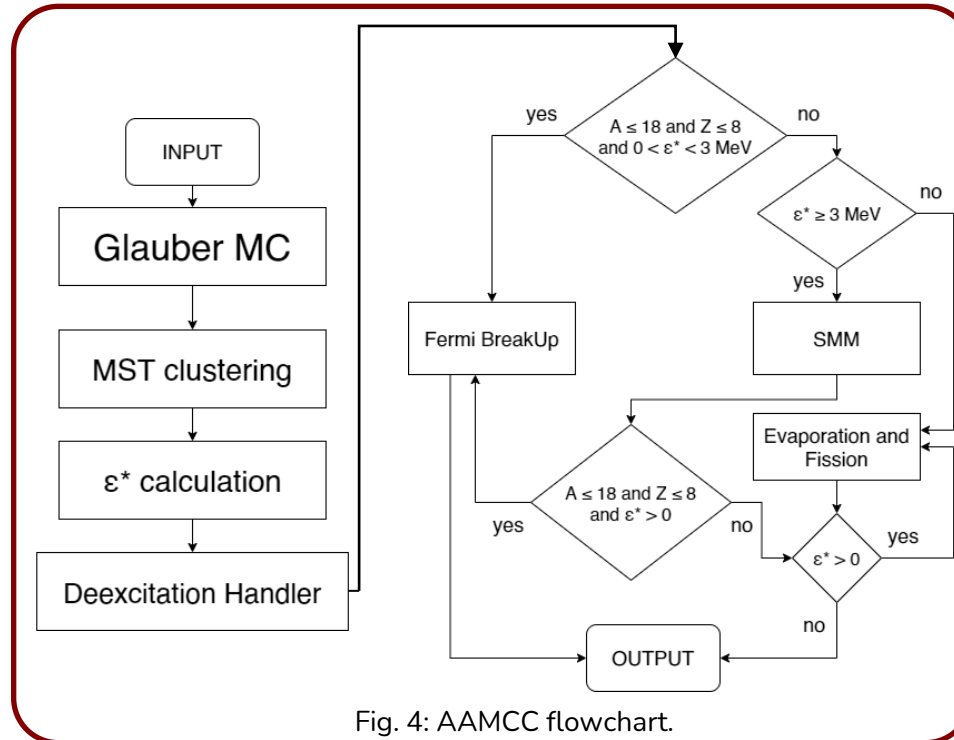 INPUT
Glauber MC
MST clustering
ε* calculation
Deexcitation Handler
yes
A ≤ 18 and Z ≤ 8
and 0 < ε* < 3 MeV
no
ε* ≥ 3 MeV
no
yes
Fermi BreakUp
SMM
Evaporation and
Fission
A ≤ 18 and Z ≤ 8
and ε* > 0
yes
no
ε* > 0
yes
no
OUTPUT
Fig. 4: AAMCC flowchart.